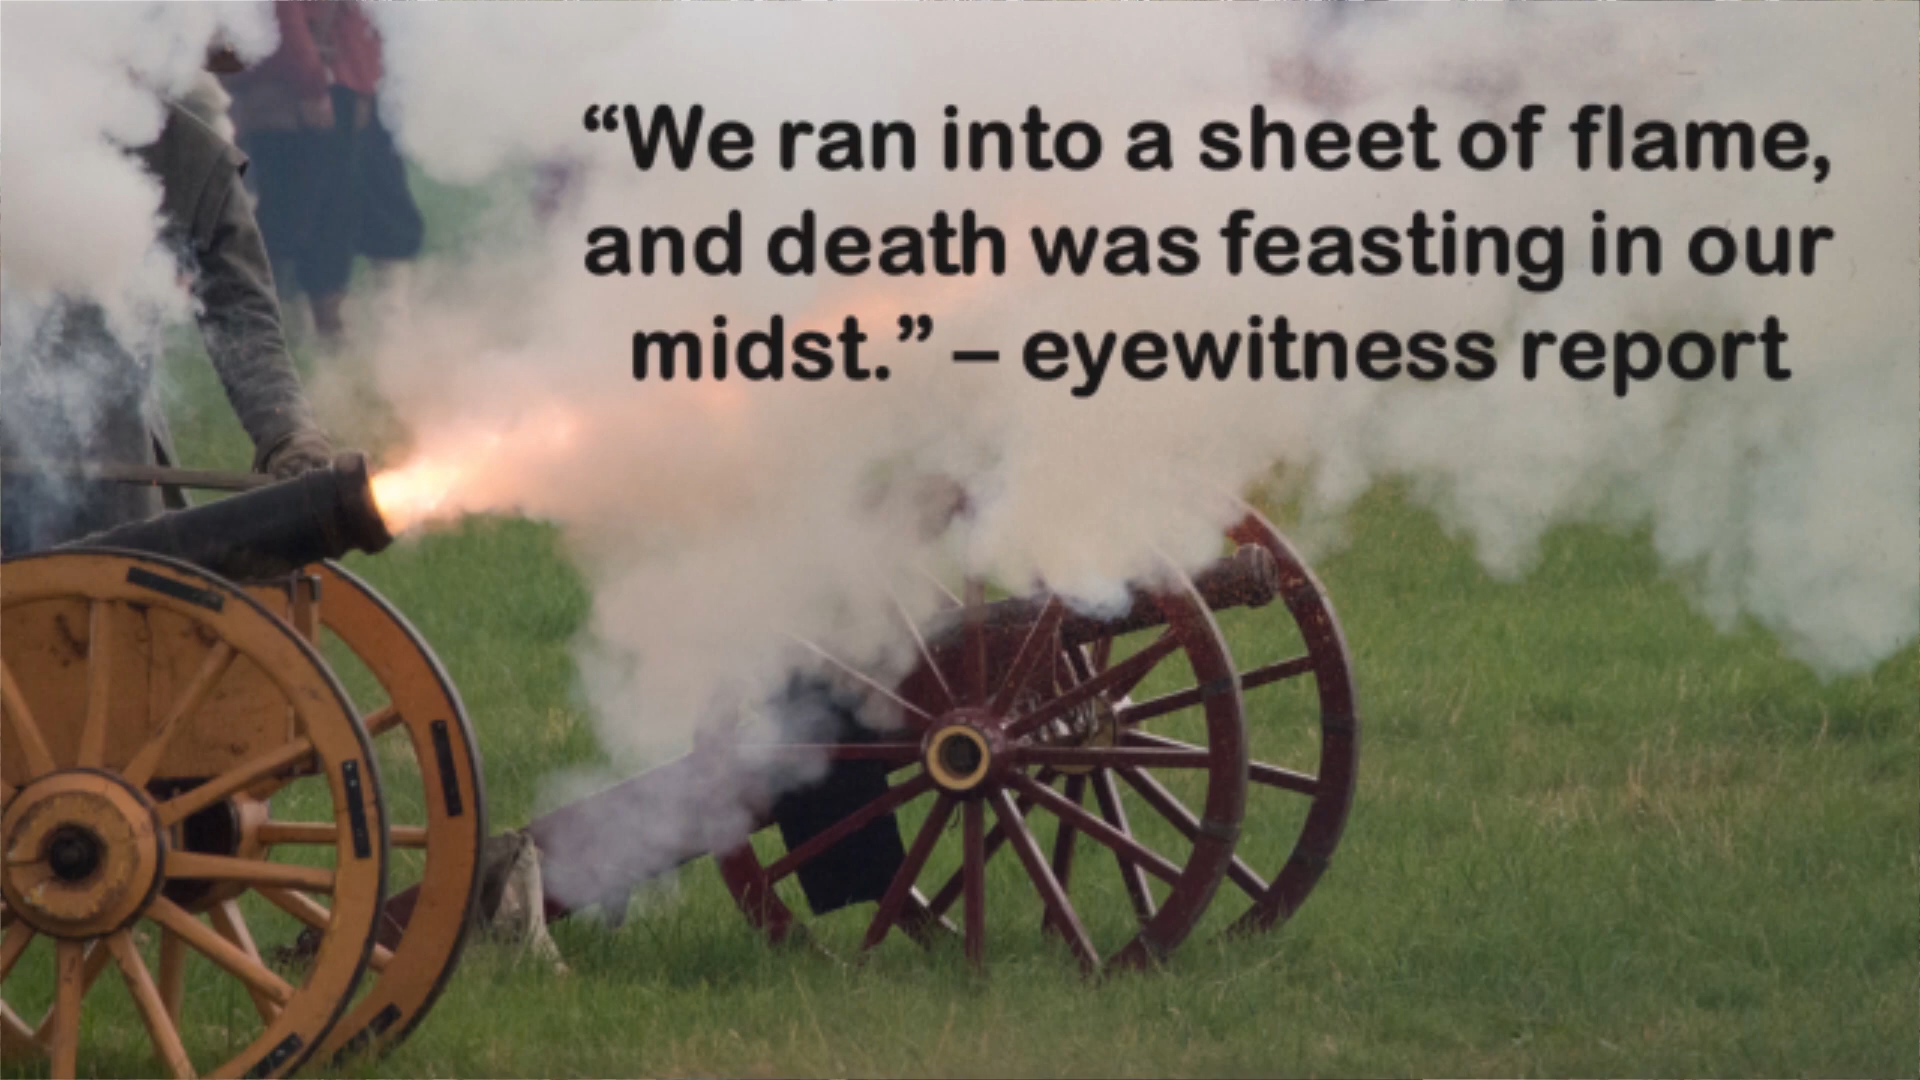 “We ran into a sheet of flame,
and death was feasting in our
midst.” – eyewitness report